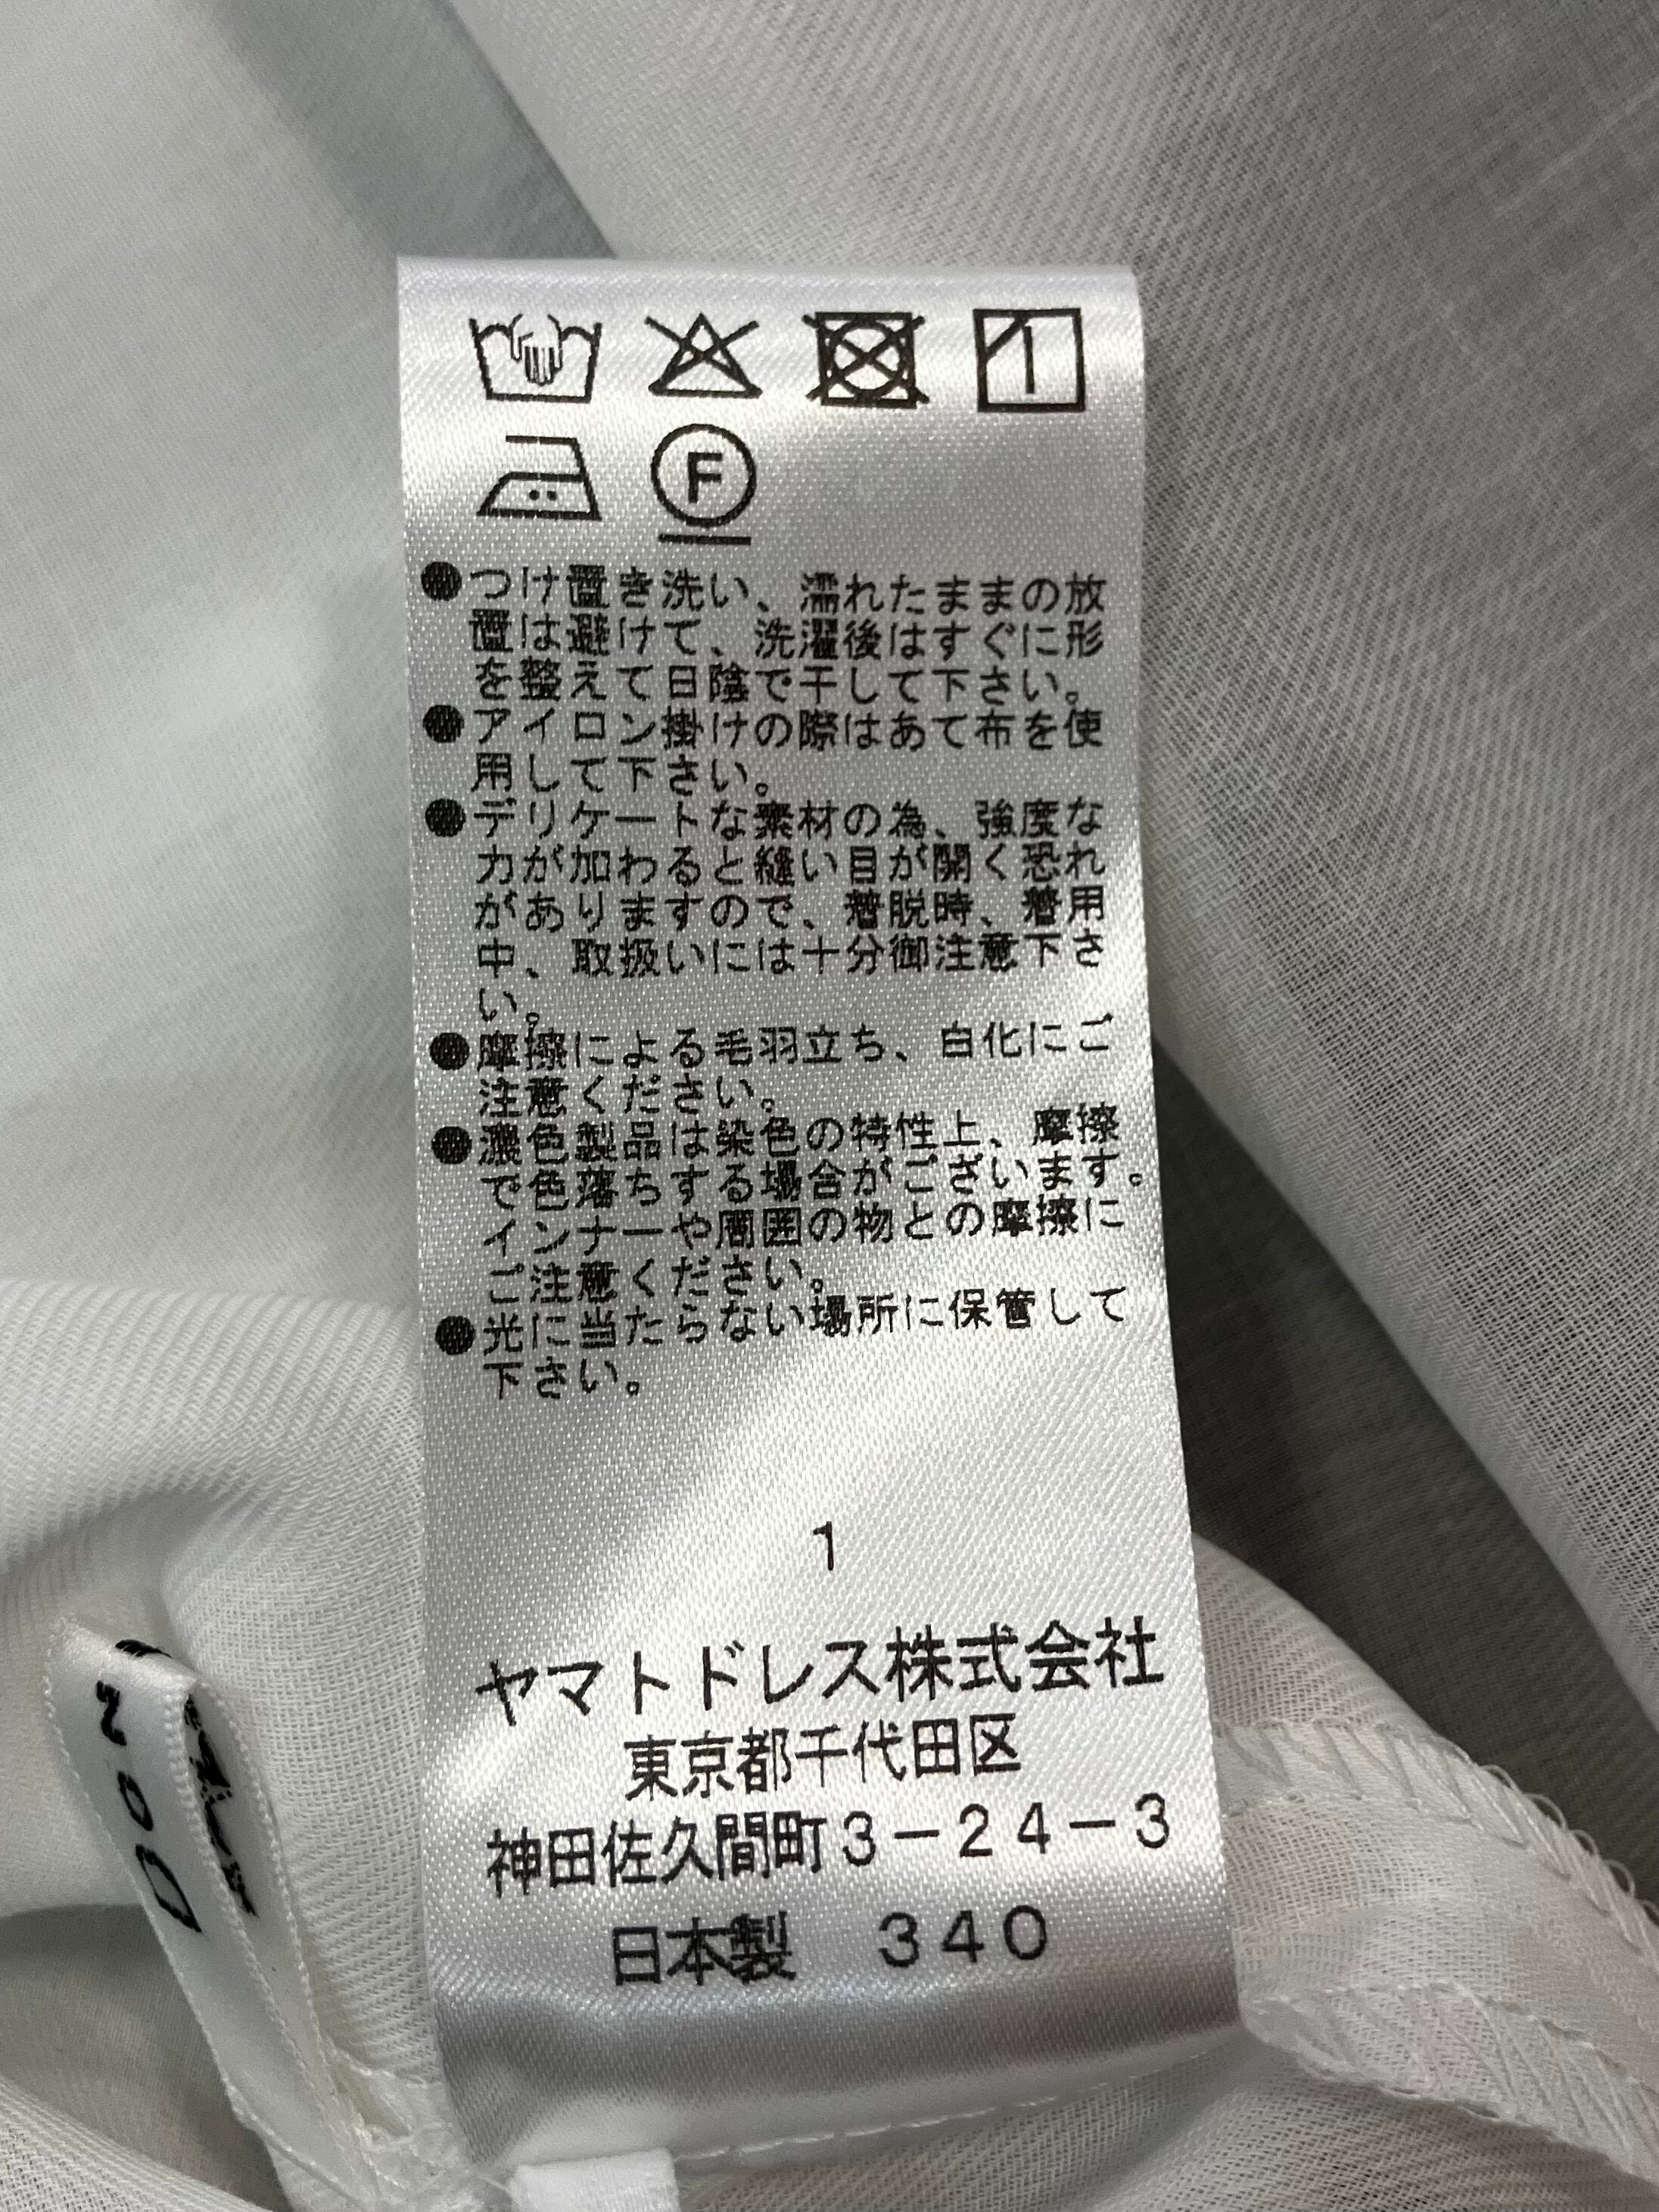 F
●つけ置き洗い、濡れたままの放
置は避けて、洗濯後はすぐに形
を整えて日陰で干して下さい。
●アイロン掛けの際はあて布を使
用して下さい。
●デリケートな素材の為、強度な
力が加わると縫い目が開く恐れ
がありますので、着脱時、着用
中、取扱いには十分御注意下さ
い。
●摩擦による毛羽立ち、白化にご
注意ください。
●濃色製品は染色の特性上、摩擦
で色落ちする場合がございます。
インナーや周囲の物との摩擦に
ご注意ください。
●光に当たらない場所に保管して
下さい。
1
ヤマトドレス株式会社
東京都千代田区
神田佐久間町3-24-3
日本製 340